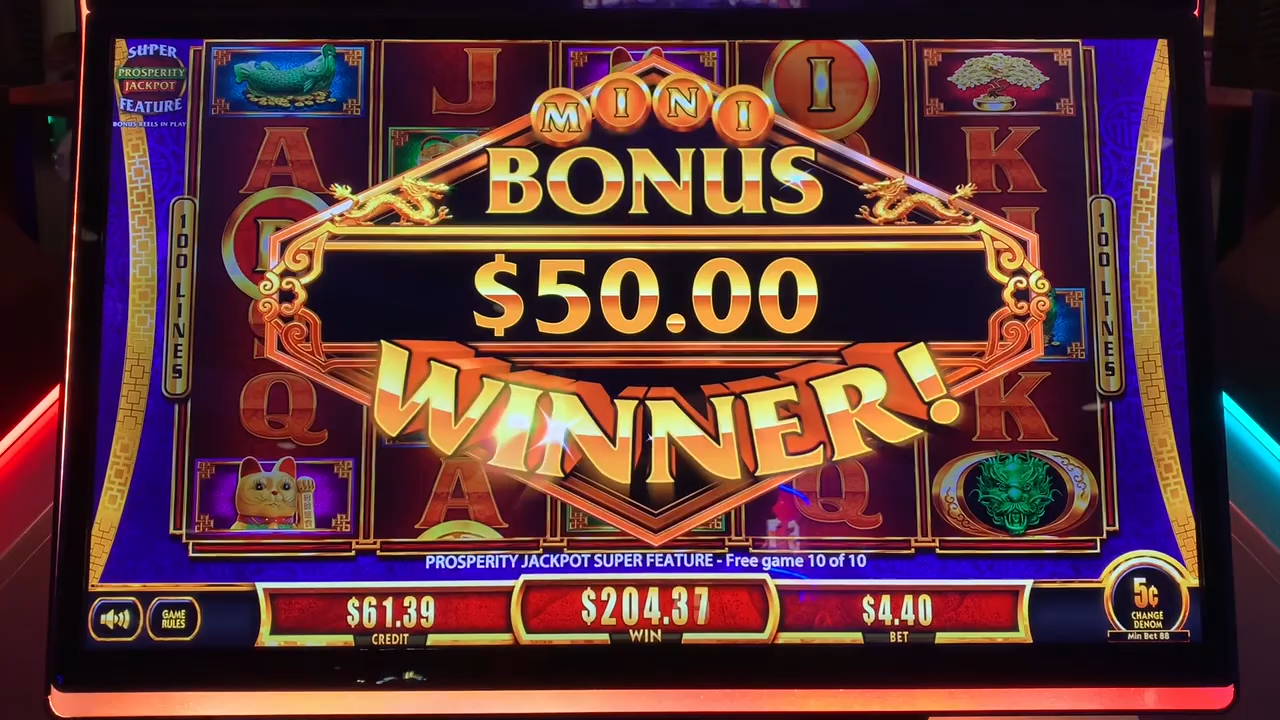 SUPER
PROSPERITY
JACKPOT
FEATURE
BONUS REELS IN PLAY
J
I
A
K
MINI
BONUS
$50.00
WINNER!
100 LINES
100 LINES
Q
K
A
Q
PROSPERITY JACKPOT SUPER FEATURE - Free game 10 of 10
GAME
RULES
$61.39
CREDIT
$204.37
WIN
$4.40
BET
5¢
CHANGE
DENOM
Min Bet 88